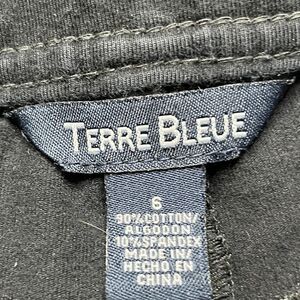 TERRE BLEUE
6
90% COTTON/
ALGODON
10% SPANDEX
MADE IN/
HECHO EN
CHINA